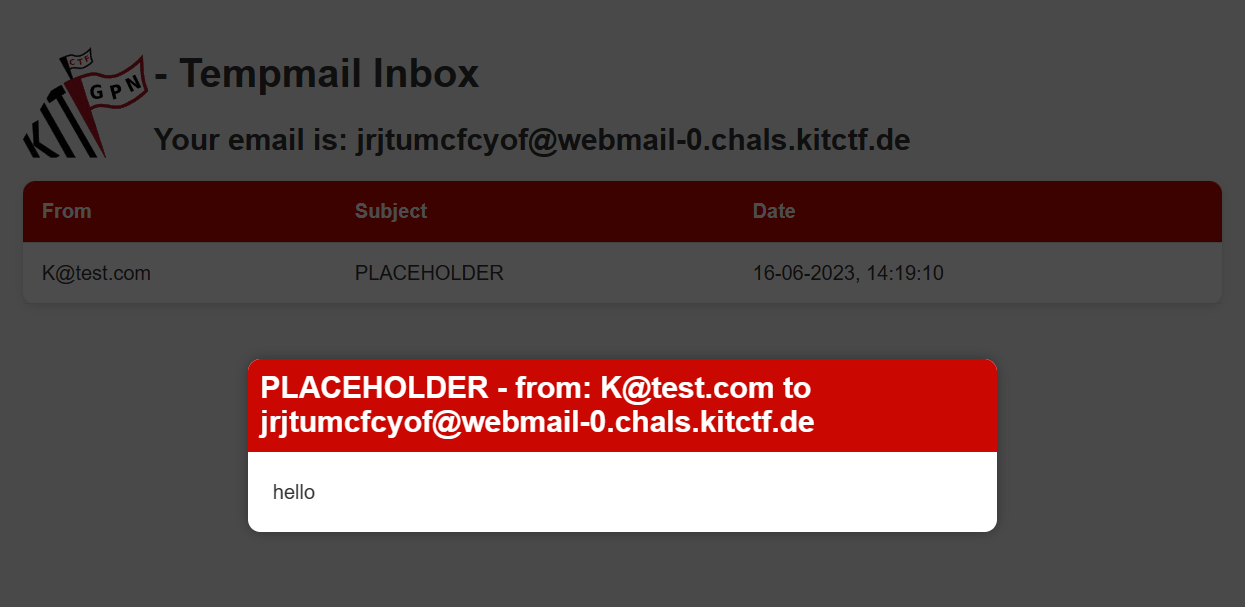 CTF
GPN
KIT
- Tempmail Inbox
Your email is: jrjtumcfcyof@webmail-0.chals.kitctf.de
From Subject Date
K@test.com PLACEHOLDER 16-06-2023, 14:19:10
PLACEHOLDER - from: K@test.com to
jrjtumcfcyof@webmail-0.chals.kitctf.de
hello